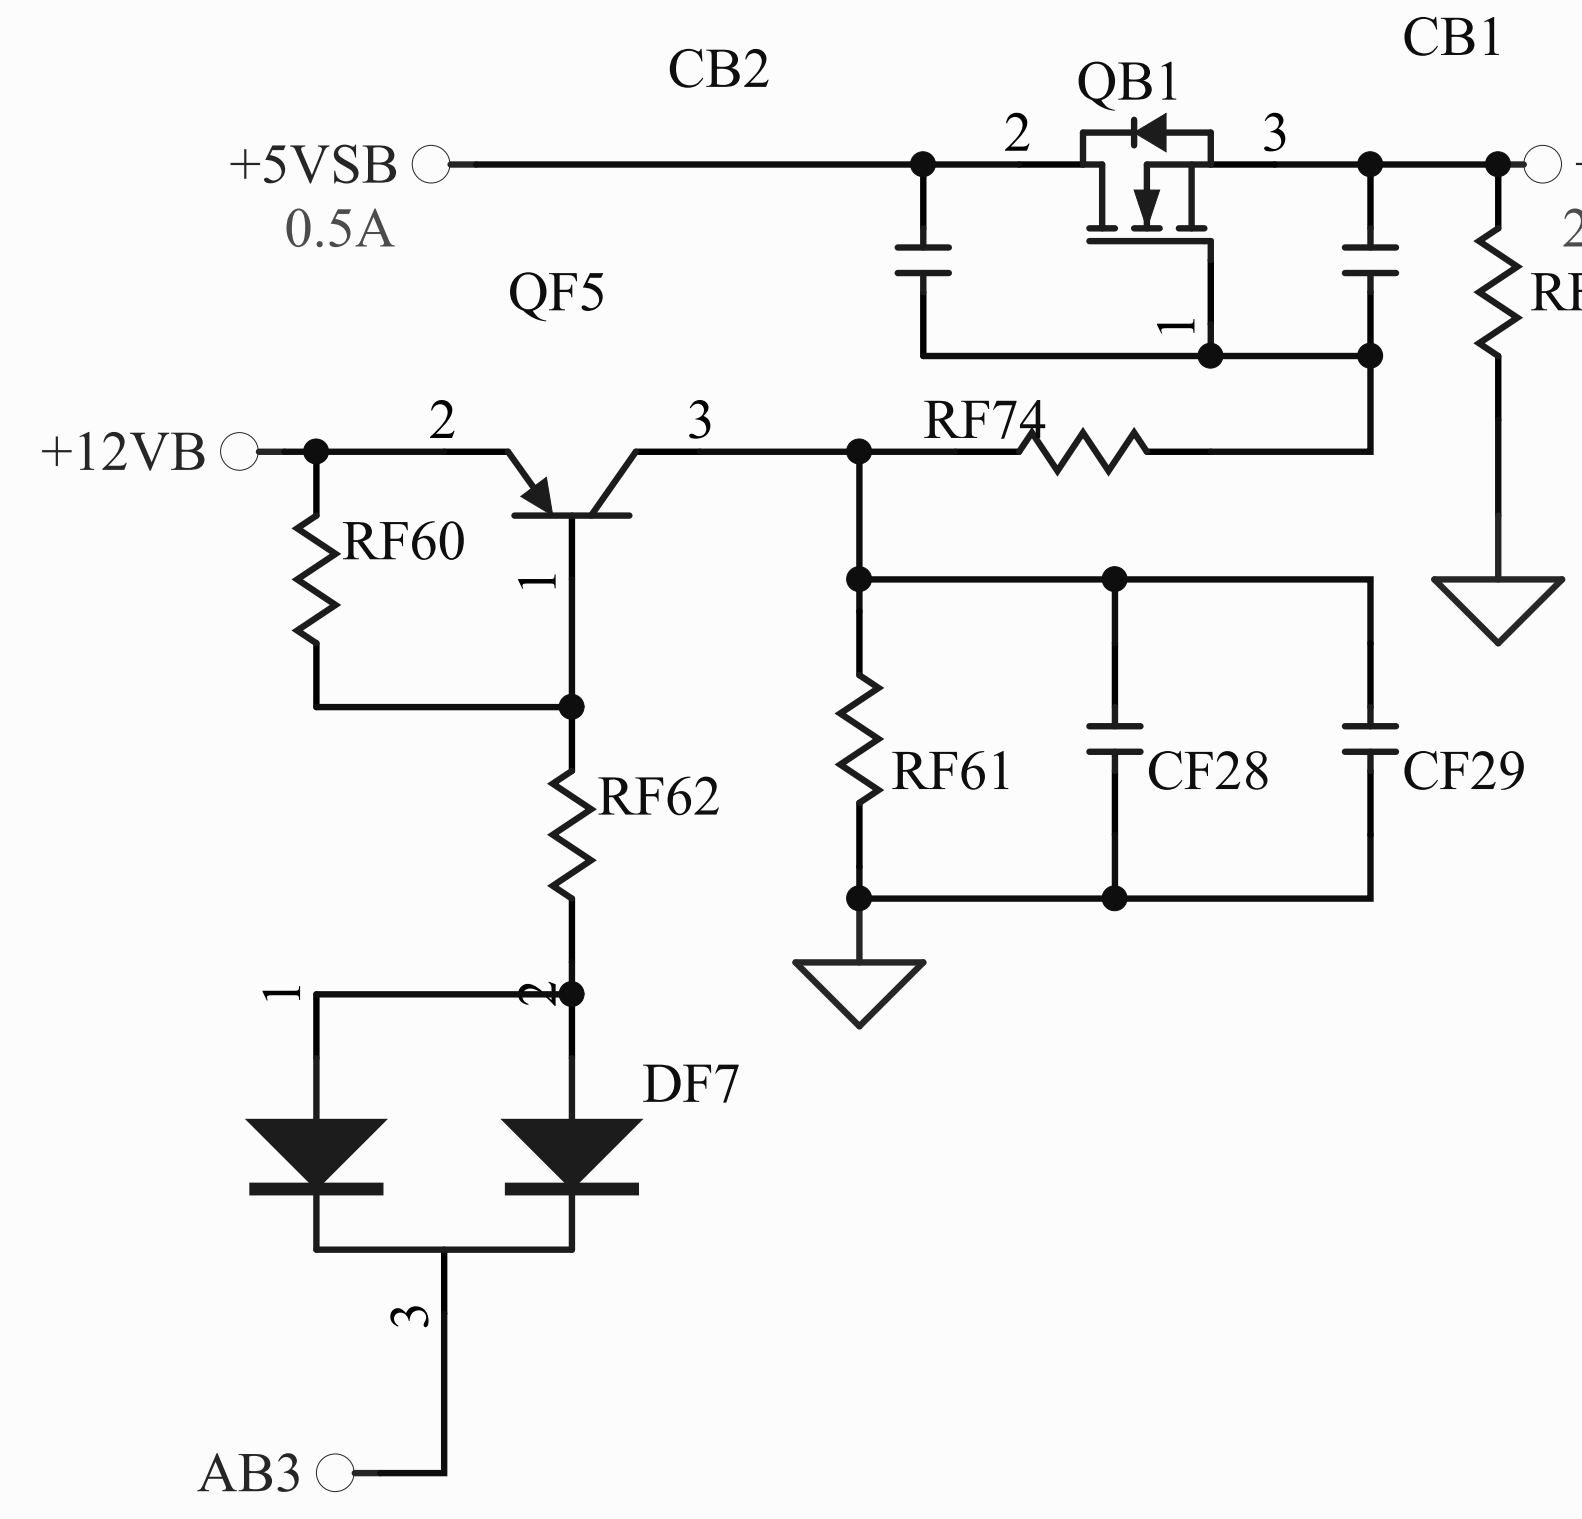 CB1
CB2
QB1
2
3
+5VSB
0.5A
QF5
1
2
3
RF74
+12VB
RF60
1
RF61
CF28
CF29
RF62
1
2
DF7
3
AB3